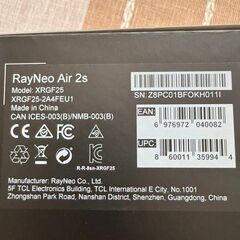 RayNeo Air 2s
Model: XRGF25
XRGF25-2A4FEU1
Made in China
CAN ICES-003(B)/NMB-003(B)
SN:Z8PC01BFOKH011I
EAN
6 976972 040082
UPC
8 60011 35994 4
R-R-8sn-XRGF25
Manufacturer: RayNeo Co., Ltd.
5F TCL Electronics Building, TCL International E City, No.1001
Zhongshan Park Road, Nanshan District, Shenzhen, Guangdong, China